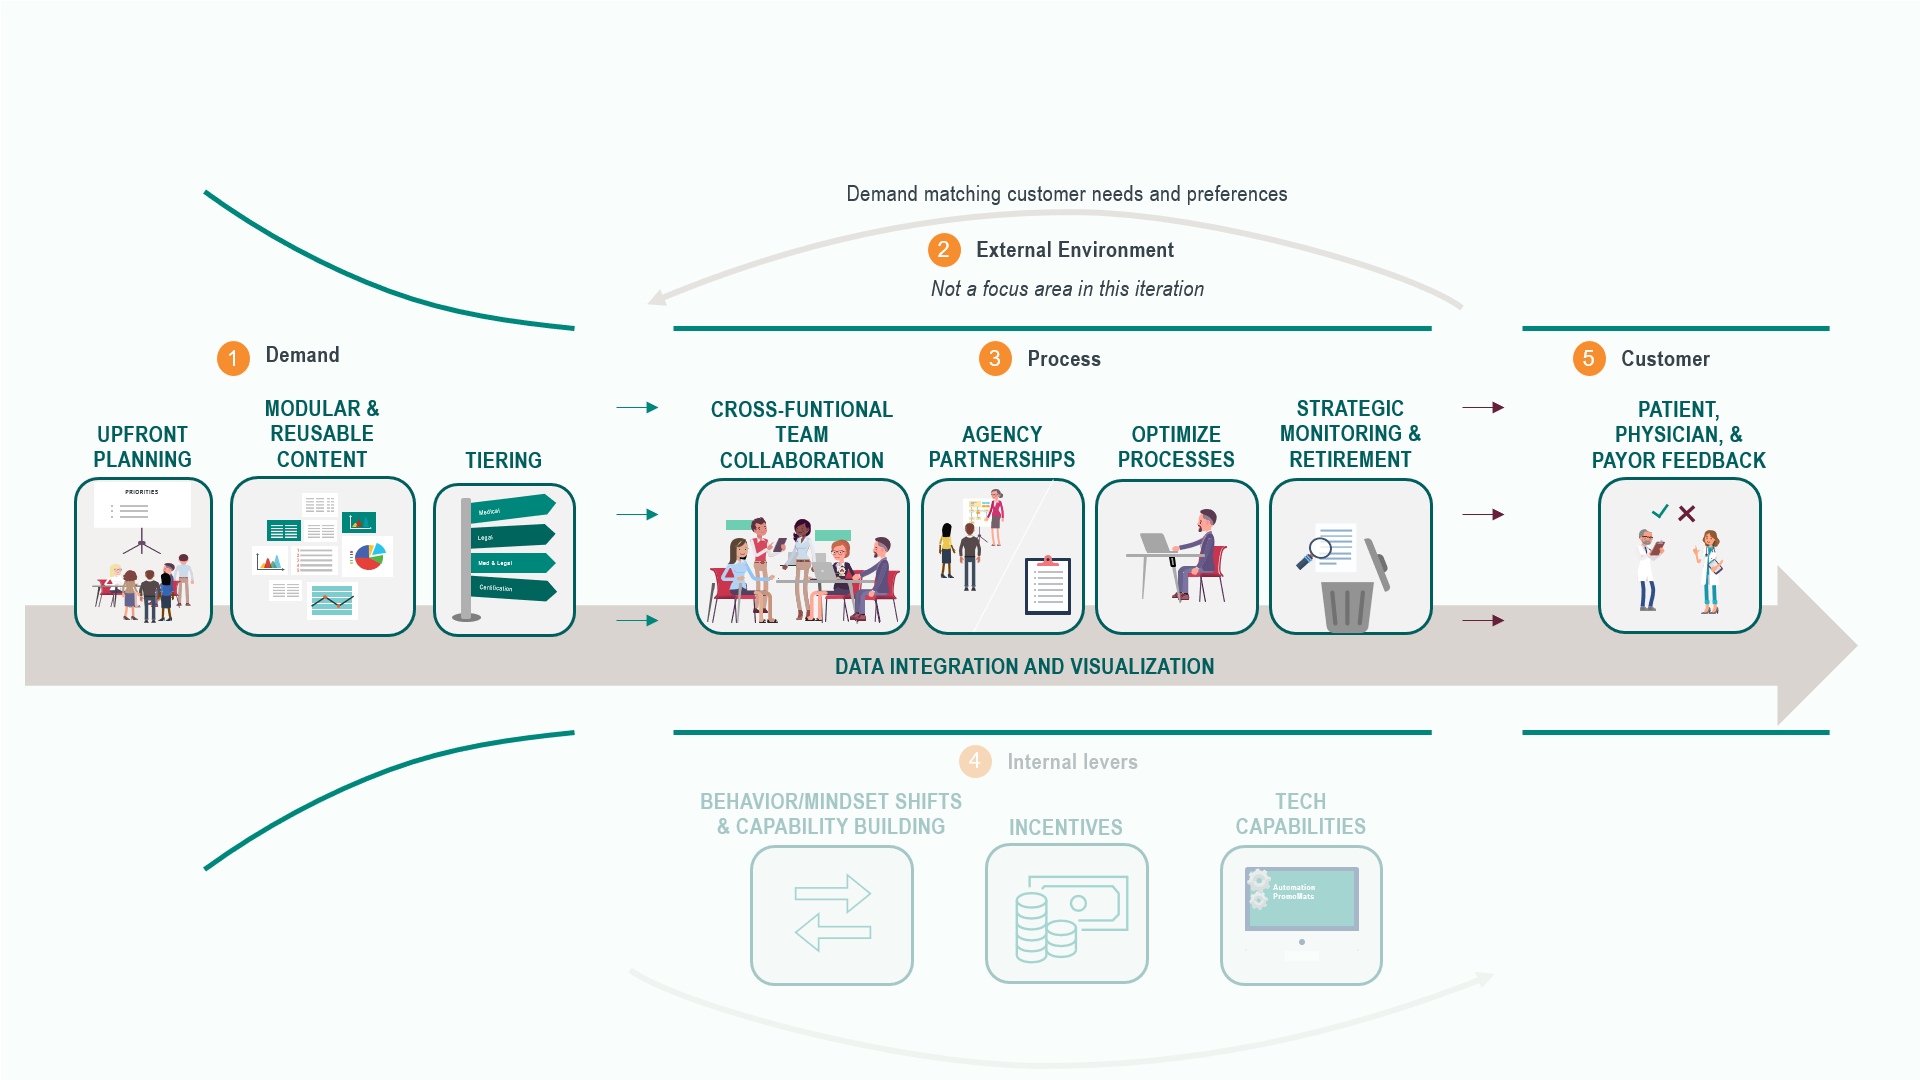 Demand matching customer needs and preferences
2 External Environment
Not a focus area in this iteration
1 Demand
3 Process
5 Customer
UPFRONT
PLANNING
MODULAR &
REUSABLE
CONTENT
TIERING
CROSS-FUNTIONAL
TEAM
COLLABORATION
AGENCY
PARTNERSHIPS
OPTIMIZE
PROCESSES
STRATEGIC
MONITORING &
RETIREMENT
PATIENT,
PHYSICIAN, &
PAYOR FEEDBACK
PRIORITIES
Medical
Legal
Med & Legal
Certification
DATA INTEGRATION AND VISUALIZATION
4 Internal levers
BEHAVIOR/MINDSET SHIFTS
& CAPABILITY BUILDING
INCENTIVES
TECH
CAPABILITIES
Automation
PromoMats